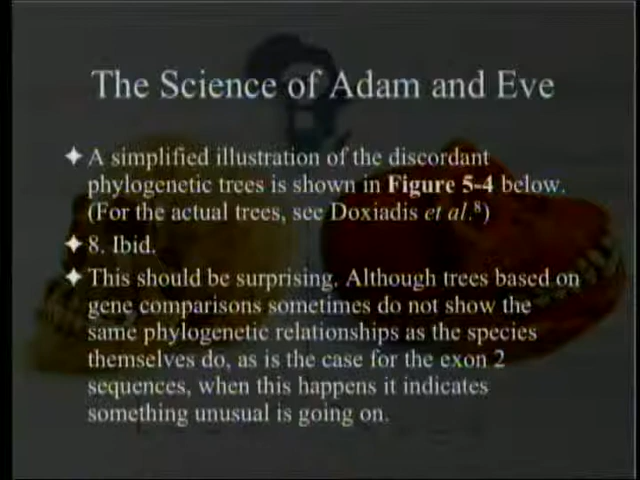 The Science of Adam and Eve
✦ A simplified illustration of the discordant
phylogenetic trees is shown in Figure 5-4 below.
(For the actual trees, see Doxiadis et al.⁸)
✦ 8. Ibid.
✦ This should be surprising. Although trees based on
gene comparisons sometimes do not show the
same phylogenetic relationships as the species
themselves do, as is the case for the exon 2
sequences, when this happens it indicates
something unusual is going on.